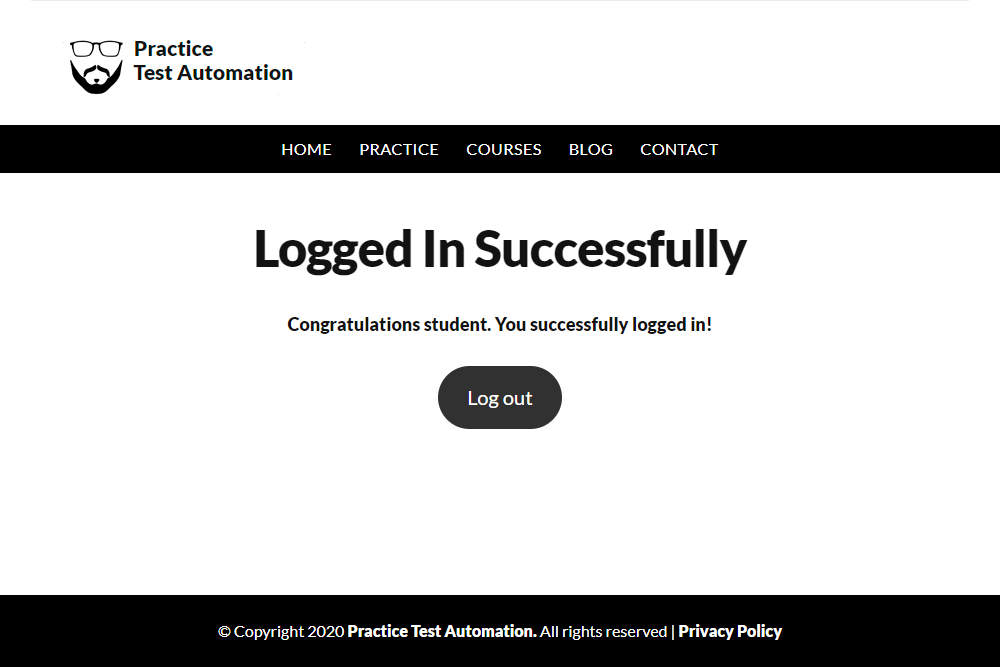 Practice
Test Automation
HOME PRACTICE COURSES BLOG CONTACT
Logged In Successfully
Congratulations student. You successfully logged in!
Log out
© Copyright 2020 Practice Test Automation. All rights reserved | Privacy Policy